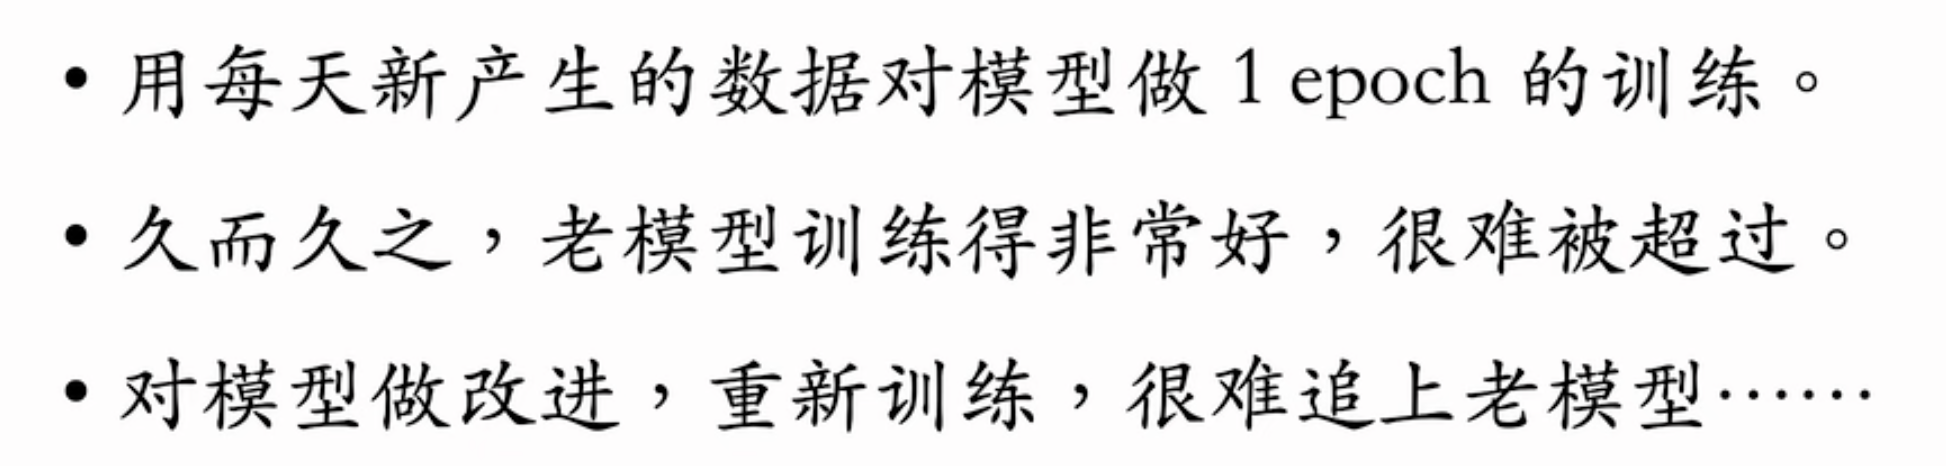 • 用每天新产生的数据对模型做 1 epoch 的训练。
• 久而久之，老模型训练得非常好，很难被超过。
• 对模型做改进，重新训练，很难追上老模型……